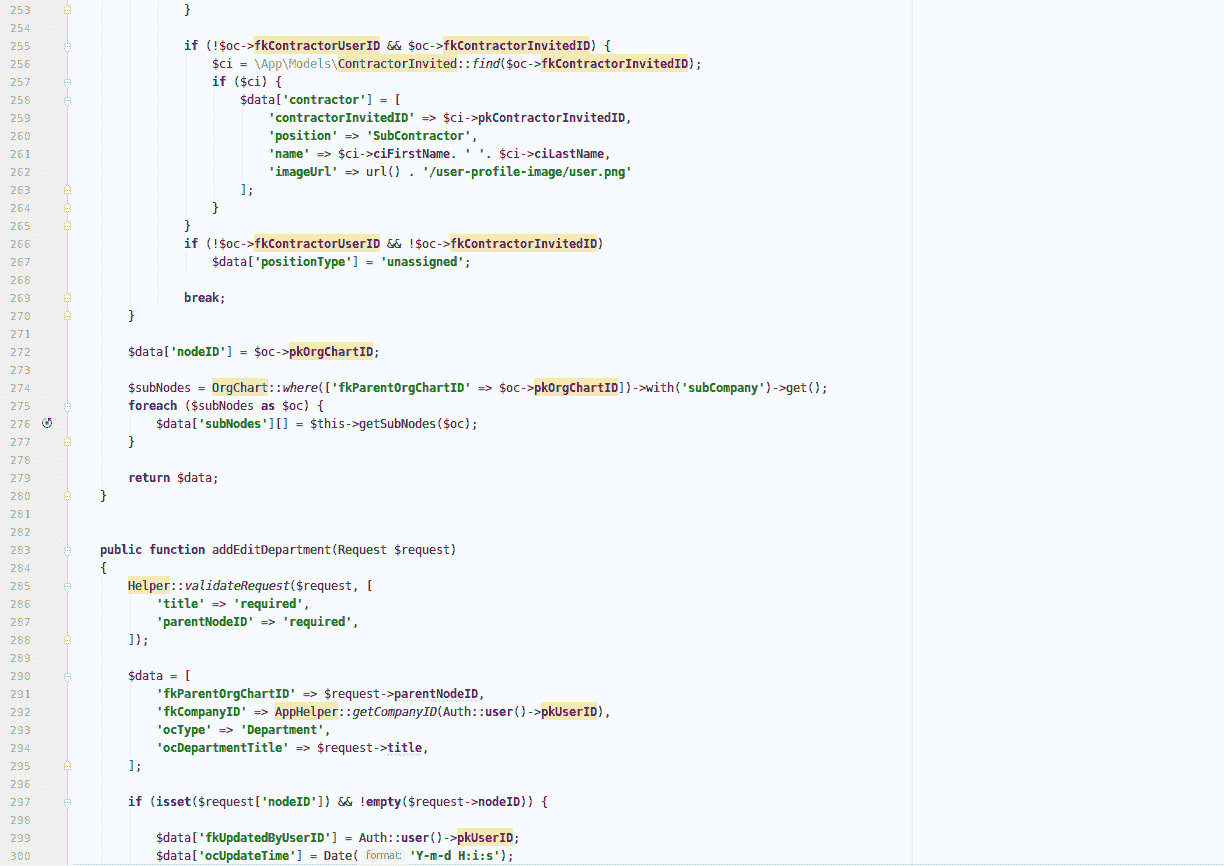 253             }
254
255             if (!$oc->fkContractorUserID && $oc->fkContractorInvitedID) {
256                 $ci = \App\Models\ContractorInvited::find($oc->fkContractorInvitedID);
257                 if ($ci) {
258                     $data['contractor'] = [
259                         'contractorInvitedID' => $ci->pkContractorInvitedID,
260                         'position' => 'SubContractor',
261                         'name' => $ci->ciFirstName. ' '. $ci->ciLastName,
262                         'imageUrl' => url() . '/user-profile-image/user.png'
263                     ];
264                 }
265             }
266             if (!$oc->fkContractorUserID && !$oc->fkContractorInvitedID)
267                 $data['positionType'] = 'unassigned';
268
269             break;
270     }
271
272     $data['nodeID'] = $oc->pkOrgChartID;
273
274     $subNodes = OrgChart::where(['fkParentOrgChartID' => $oc->pkOrgChartID])->with('subCompany')->get();
275     foreach ($subNodes as $oc) {
276         $data['subNodes'][] = $this->getSubNodes($oc);
277     }
278
279     return $data;
280 }
281
282
283 public function addEditDepartment(Request $request)
284 {
285     Helper::validateRequest($request, [
286         'title' => 'required',
287         'parentNodeID' => 'required',
288     ]);
289
290     $data = [
291         'fkParentOrgChartID' => $request->parentNodeID,
292         'fkCompanyID' => AppHelper::getCompanyID(Auth::user()->pkUserID),
293         'ocType' => 'Department',
294         'ocDepartmentTitle' => $request->title,
295     ];
296
297     if (isset($request['nodeID']) && !empty($request->nodeID)) {
298
299         $data['fkUpdatedByUserID'] = Auth::user()->pkUserID;
300         $data['ocUpdateTime'] = Date( format: 'Y-m-d H:i:s');